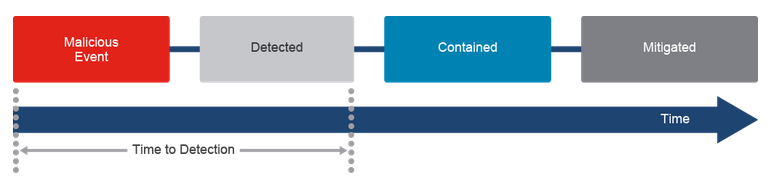 Malicious
Event
Detected
Contained
Mitigated
Time
Time to Detection